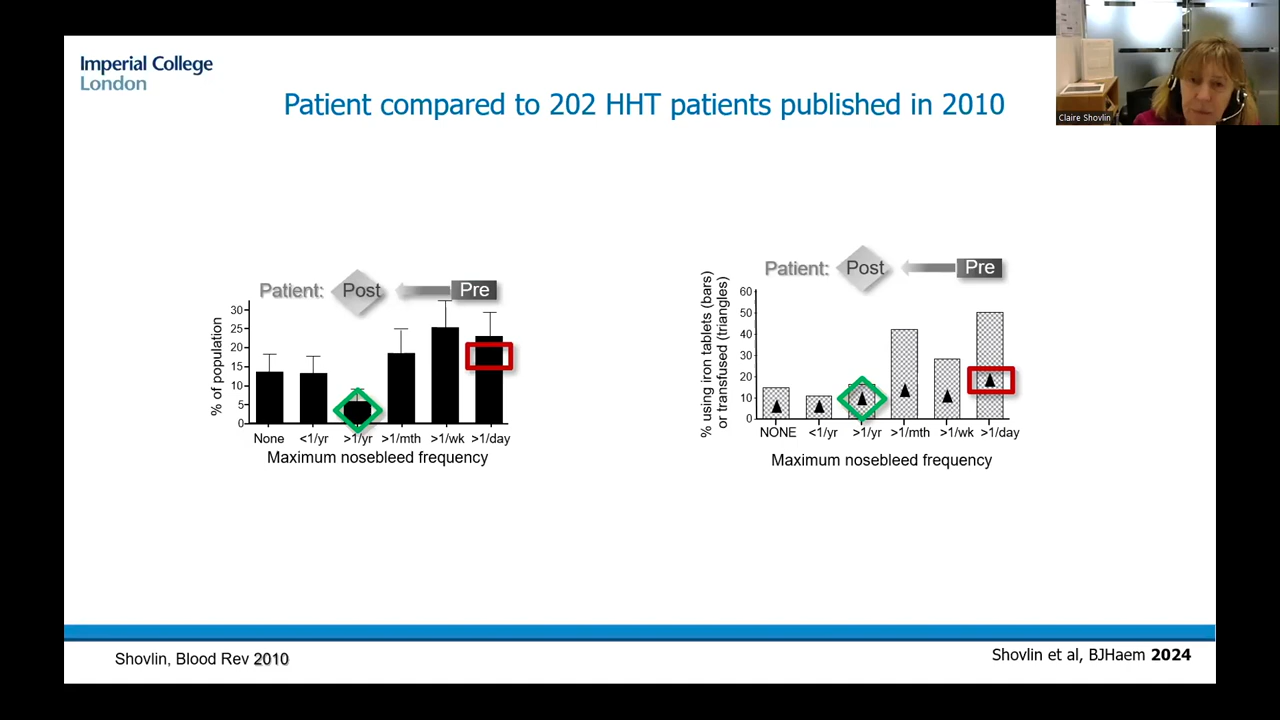 Imperial College
London
Patient compared to 202 HHT patients published in 2010
Claire Shovlin
Patient: Post Pre
% of population
30
25
20
15
10
5
0
None <1/yr >1/yr >1/mth >1/wk >1/day
Maximum nosebleed frequency
Patient: Post Pre
% using iron tablets (bars)
or transfused (triangles)
60
50
40
30
20
10
0
NONE <1/yr >1/yr >1/mth >1/wk >1/day
Maximum nosebleed frequency
Shovlin, Blood Rev 2010
Shovlin et al, BJHaem 2024